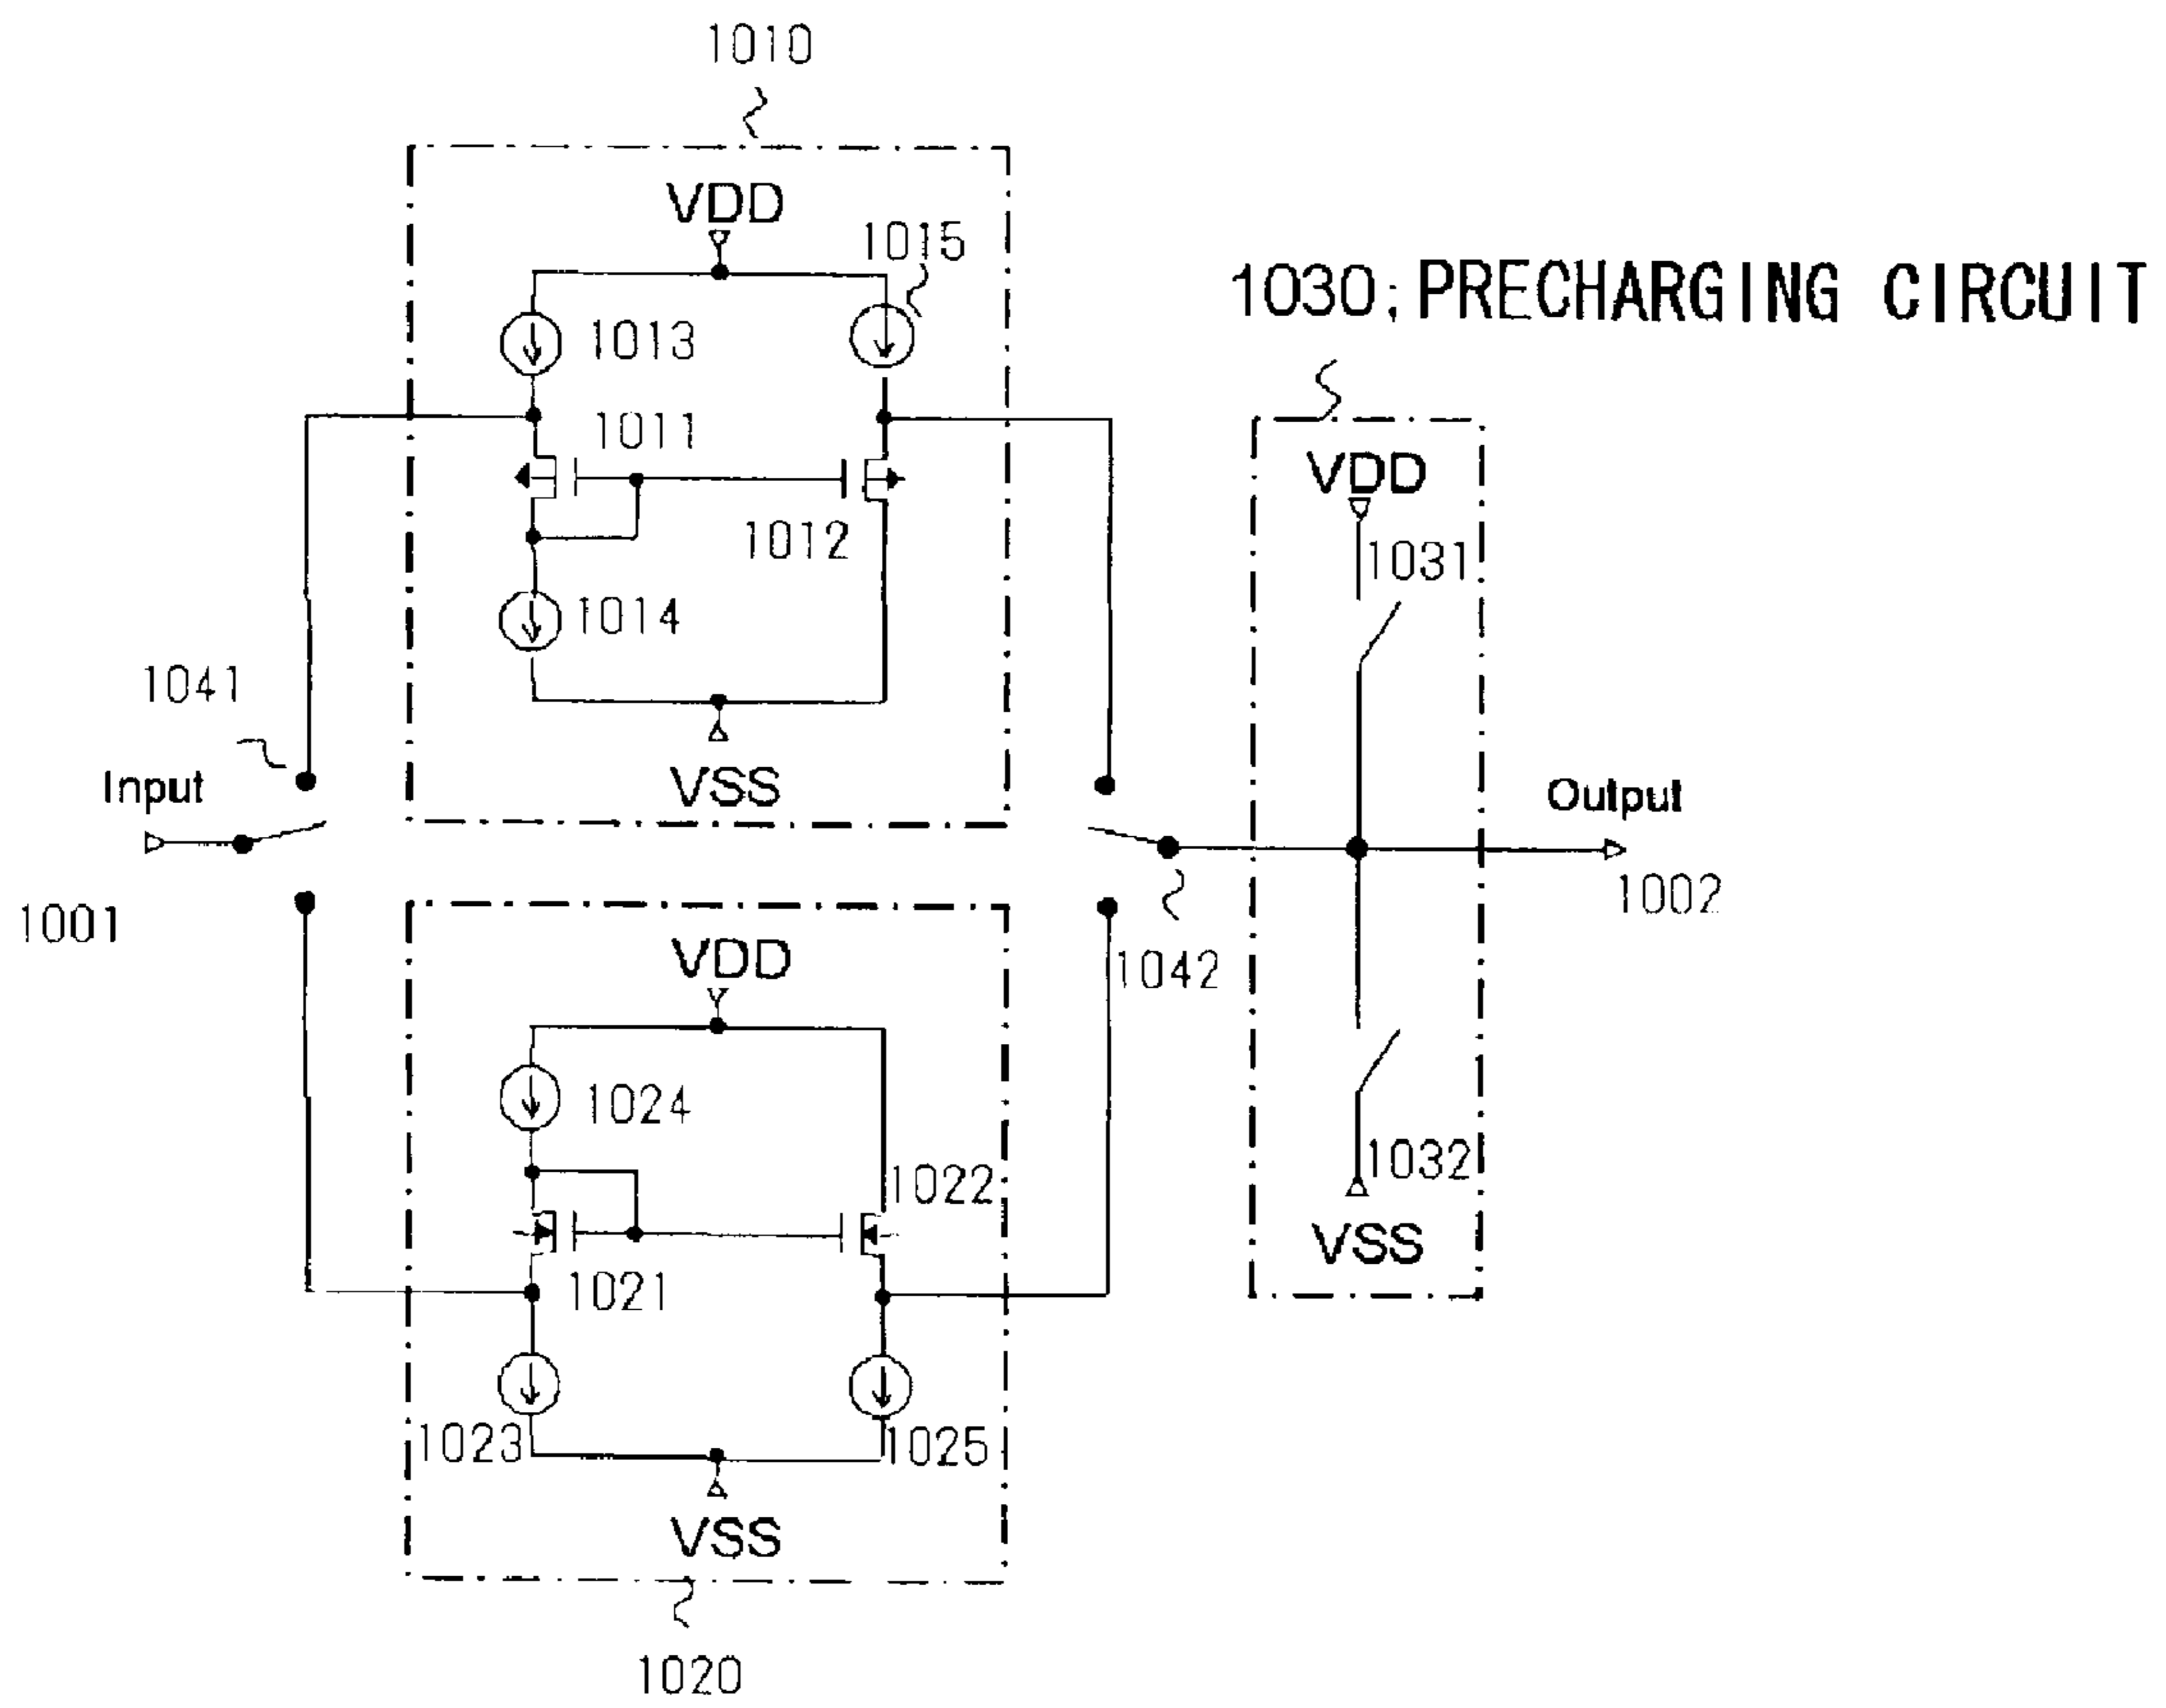 1010
VDD
1015
1030; PRECHARGING CIRCUIT
1013
1011
VDD
1012
1031
1014
1041
VSS
Input
Output
1001
1002
VDD
1042
1024
1032
1022
VSS
1021
1023
1025
VSS
1020